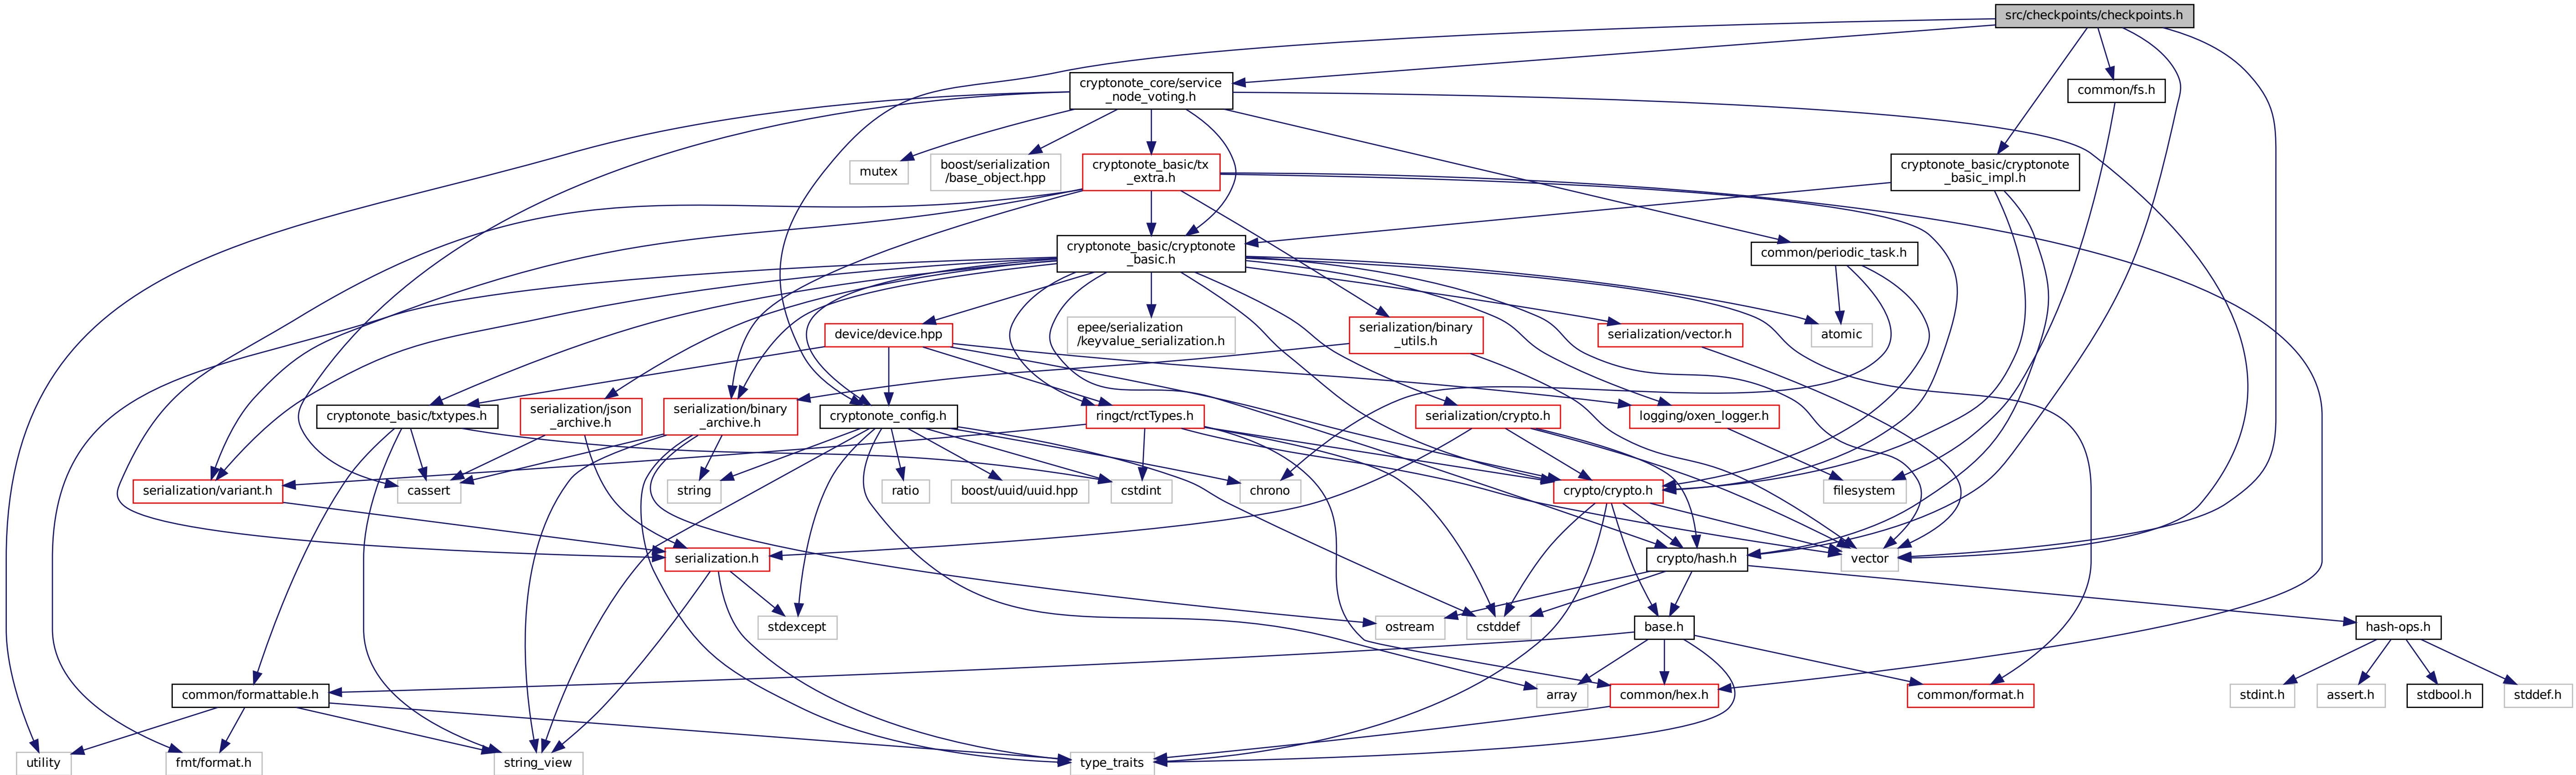 src/checkpoints/checkpoints.h
cryptonote_core/service
_node_voting.h
common/fs.h
mutex
boost/serialization
/base_object.hpp
cryptonote_basic/tx
_extra.h
cryptonote_basic/cryptonote
_basic_impl.h
cryptonote_basic/cryptonote
_basic.h
common/periodic_task.h
device/device.hpp
epee/serialization
/keyvalue_serialization.h
serialization/binary
_utils.h
serialization/vector.h
atomic
cryptonote_basic/txtypes.h
serialization/json
_archive.h
serialization/binary
_archive.h
cryptonote_config.h
ringct/rctTypes.h
serialization/crypto.h
logging/oxen_logger.h
serialization/variant.h
cassert
string
ratio
boost/uuid/uuid.hpp
cstdint
chrono
crypto/crypto.h
filesystem
serialization.h
crypto/hash.h
vector
stdexcept
ostream
cstddef
base.h
hash-ops.h
common/formattable.h
array
common/hex.h
common/format.h
stdint.h
assert.h
stdbool.h
stddef.h
utility
fmt/format.h
string_view
type_traits